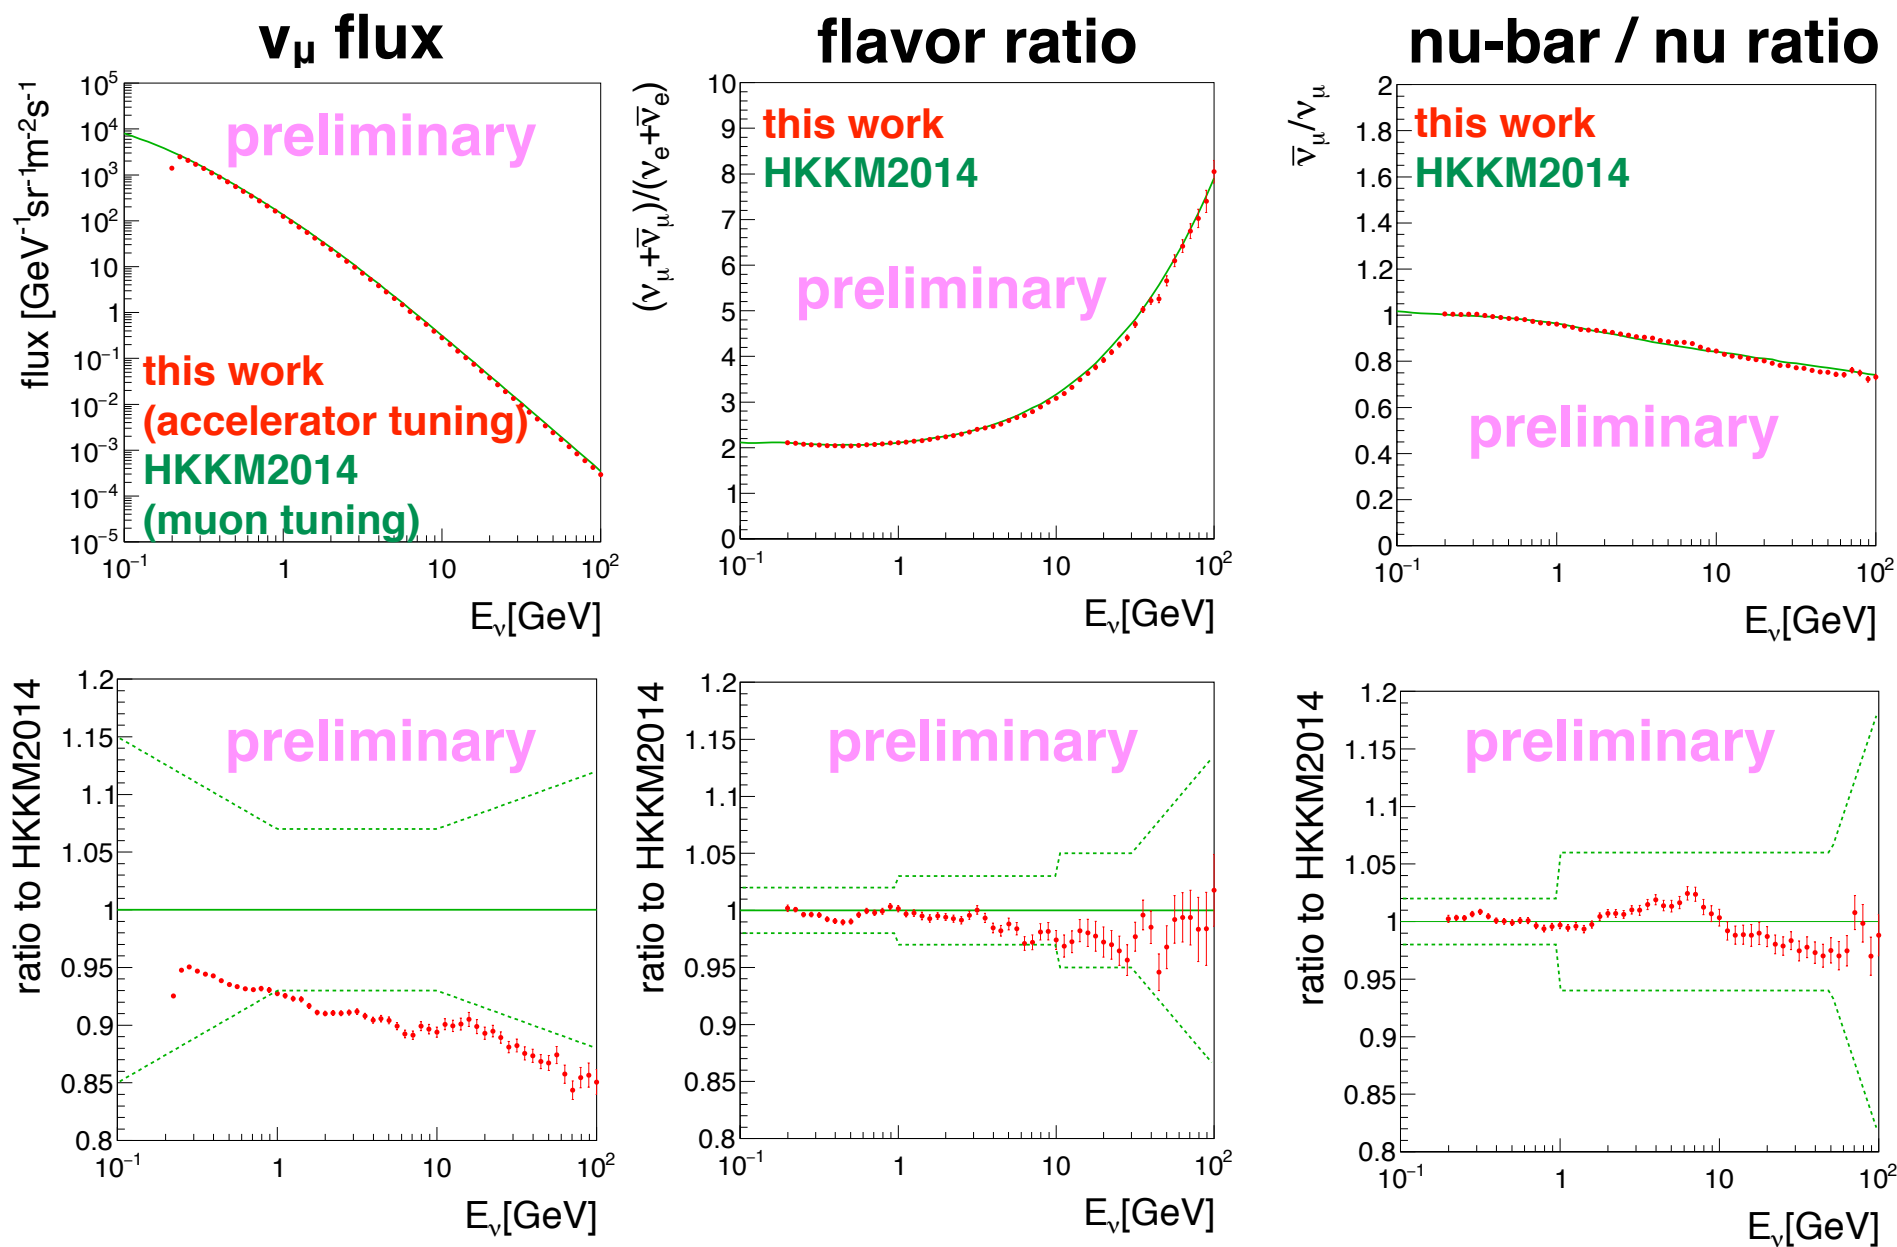 νμ flux
flux [GeV⁻¹sr⁻¹m⁻²s⁻¹]
10⁵
10⁴
10³
10²
10
1
10⁻¹
10⁻²
10⁻³
10⁻⁴
10⁻⁵
preliminary
this work
(accelerator tuning)
HKKM2014
(muon tuning)
10⁻¹ 1 10 10²
Eν[GeV]
flavor ratio
(νμ+ν̅μ)/(νe+ν̅e)
10
9
8
7
6
5
4
3
2
1
0
this work
HKKM2014
preliminary
10⁻¹ 1 10 10²
Eν[GeV]
nu-bar / nu ratio
ν̅μ/νμ
2
1.8
1.6
1.4
1.2
1
0.8
0.6
0.4
0.2
0
this work
HKKM2014
preliminary
10⁻¹ 1 10 10²
Eν[GeV]
ratio to HKKM2014
1.2
1.15
1.1
1.05
1
0.95
0.9
0.85
0.8
preliminary
10⁻¹ 1 10 10²
Eν[GeV]
ratio to HKKM2014
1.2
1.15
1.1
1.05
1
0.95
0.9
0.85
0.8
preliminary
10⁻¹ 1 10 10²
Eν[GeV]
ratio to HKKM2014
1.2
1.15
1.1
1.05
1
0.95
0.9
0.85
0.8
preliminary
10⁻¹ 1 10 10²
Eν[GeV]